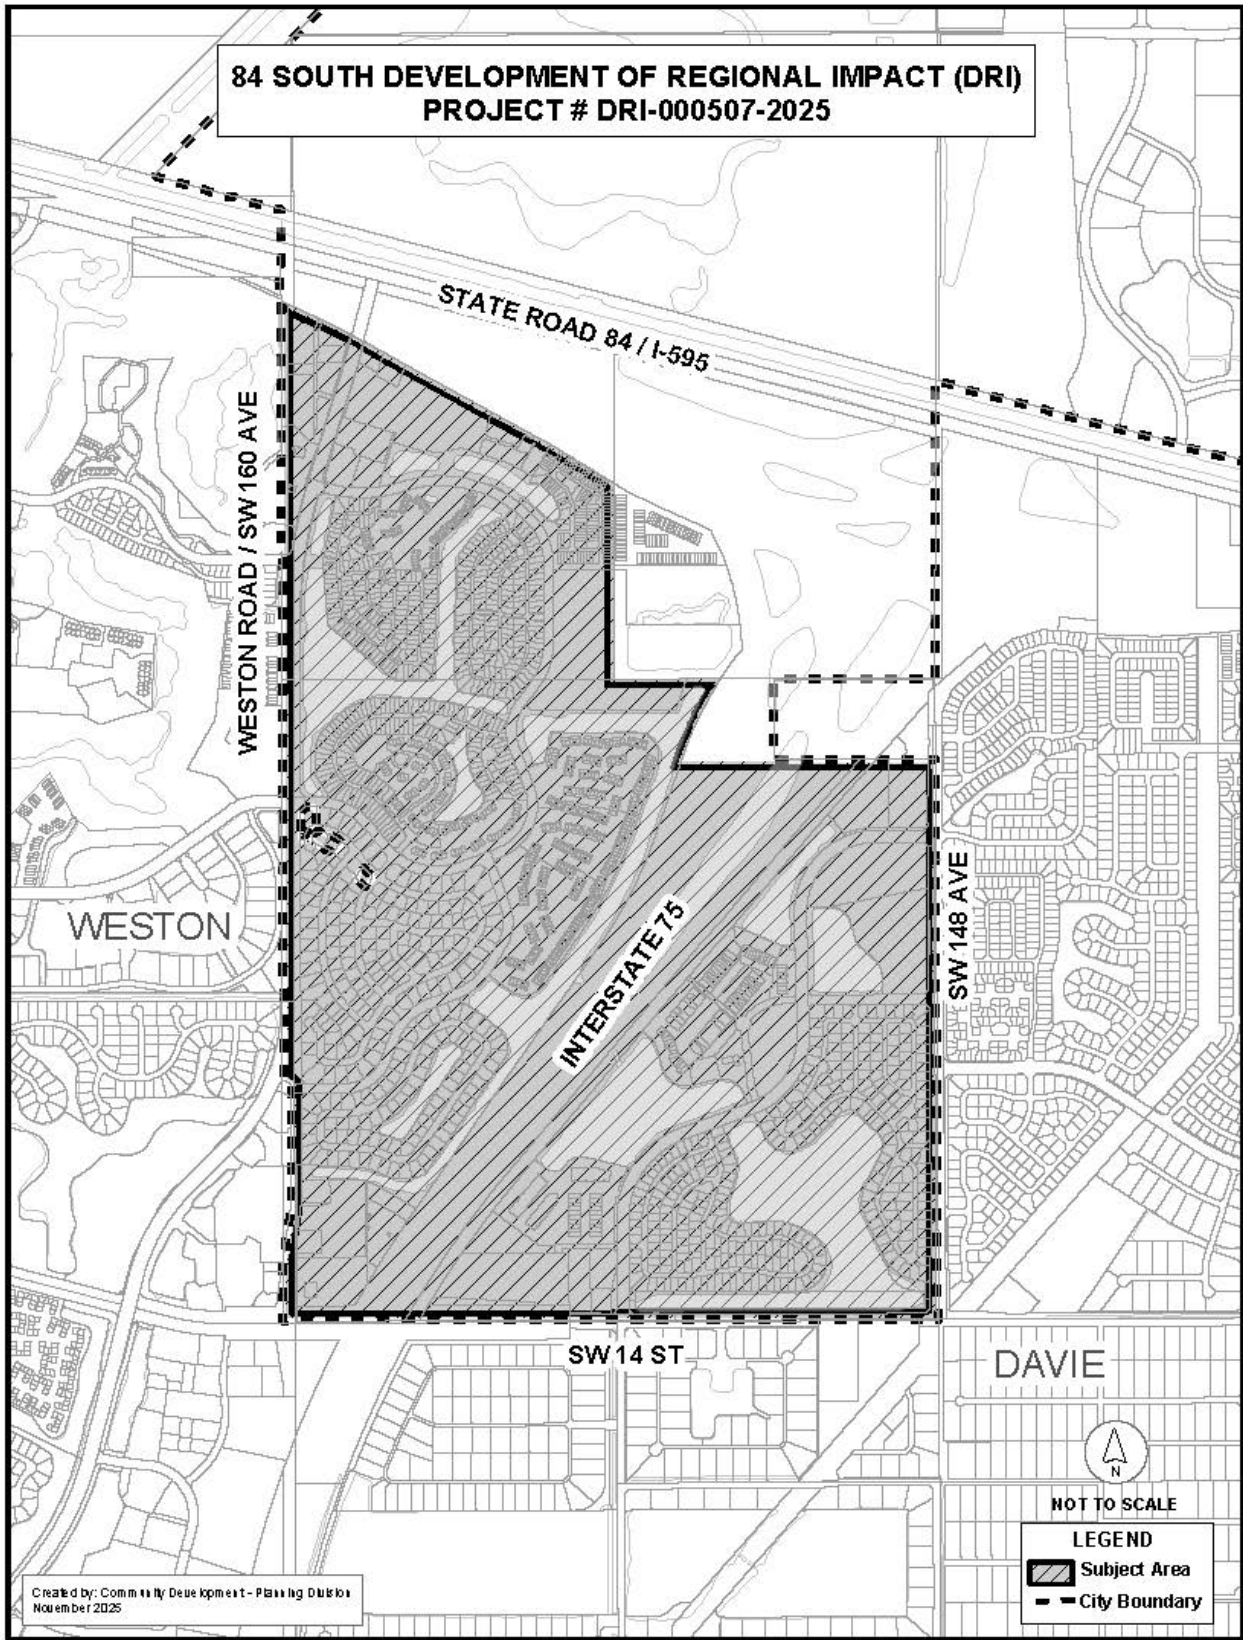 84 SOUTH DEVELOPMENT OF REGIONAL IMPACT (DRI)
PROJECT # DRI-000507-2025
STATE ROAD 84 / I-595
WESTON ROAD / SW 160 AVE
WESTON
SW 148 AVE
INTERSTATE 75
SW 14 ST
DAVIE
N
NOT TO SCALE
LEGEND
Subject Area
City Boundary
Created by: Community Development - Planning Division
November 2025